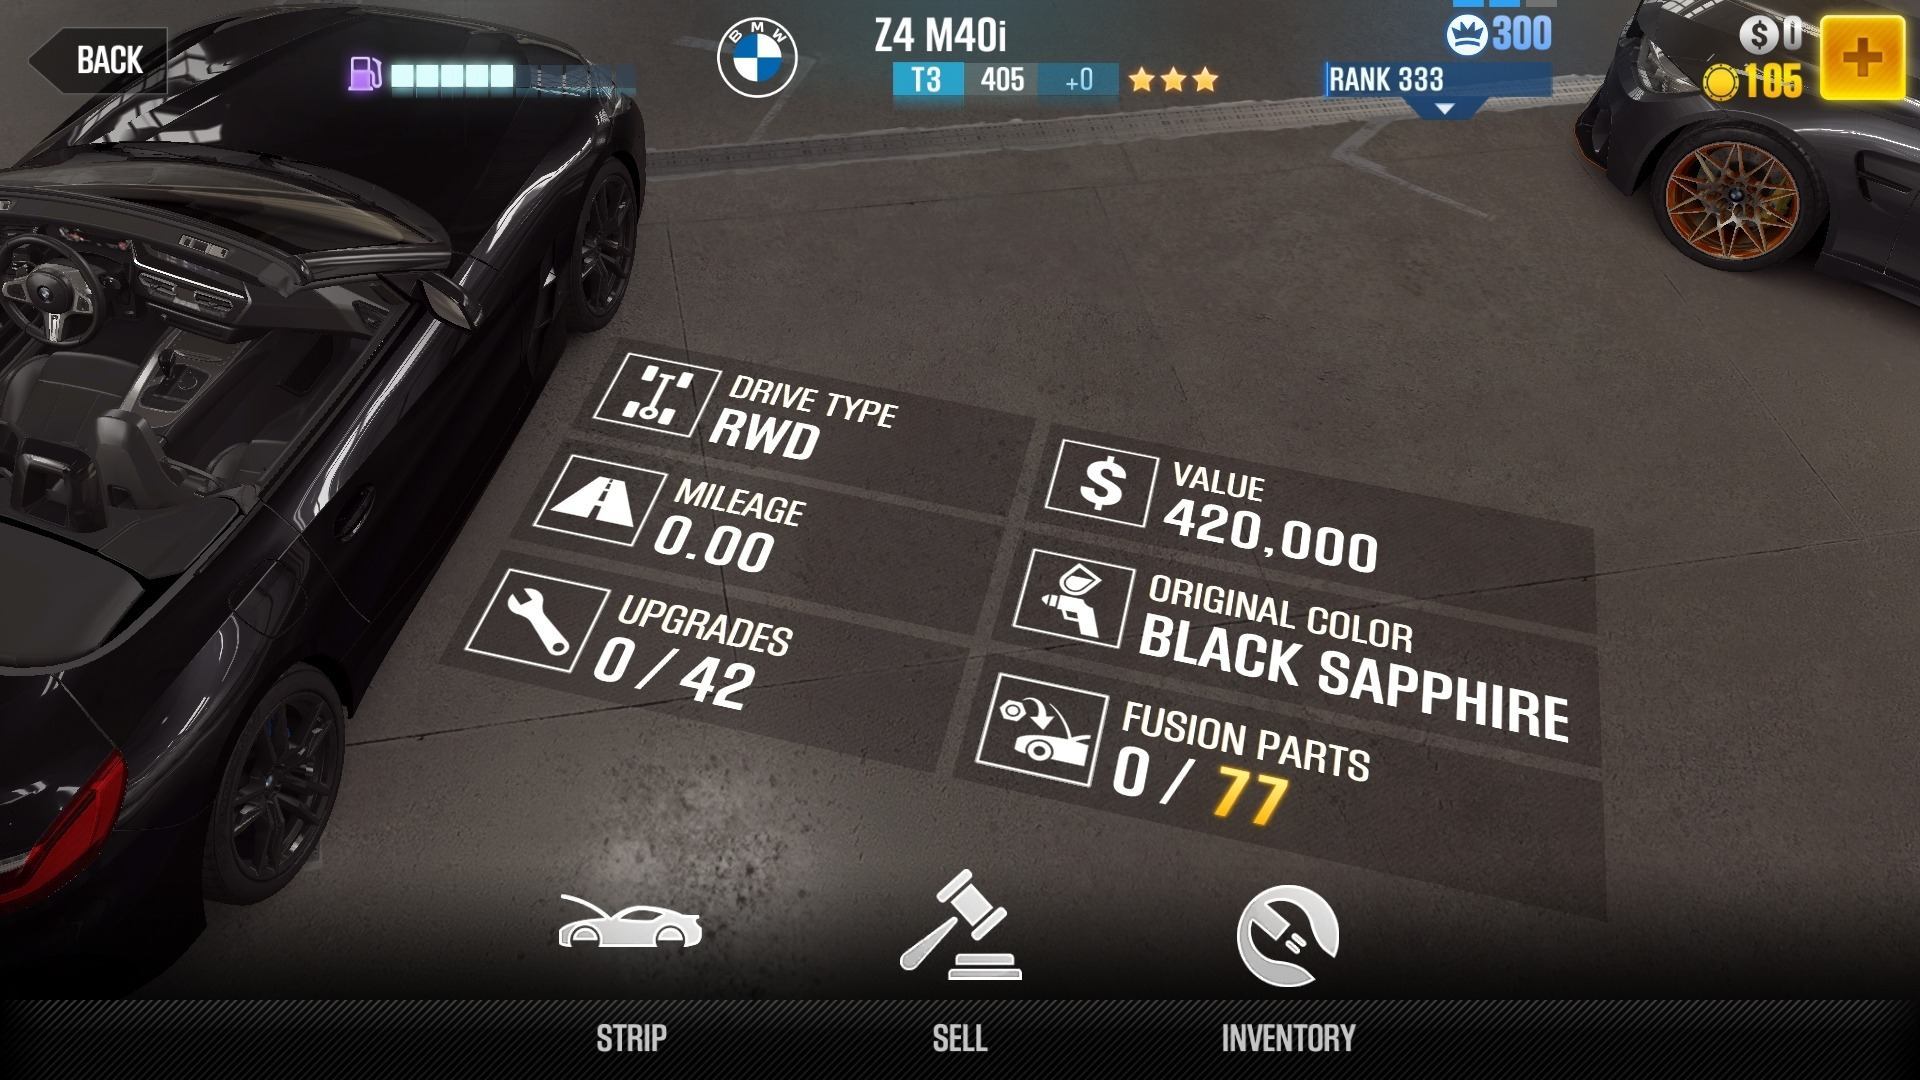 BACK
BMW
Z4 M40i
T3 405 +0
300
RANK 333
$ 0
105
DRIVE TYPE
RWD
MILEAGE
0.00
UPGRADES
0 / 42
$
VALUE
420,000
ORIGINAL COLOR
BLACK SAPPHIRE
FUSION PARTS
0 / 77
STRIP
SELL
INVENTORY